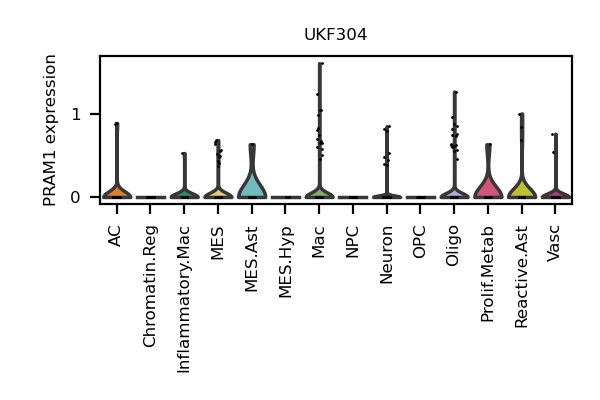 UKF304
PRAM1 expression
1
0
AC
Chromatin.Reg
Inflammatory.Mac
MES
MES.Ast
MES.Hyp
Mac
NPC
Neuron
OPC
Oligo
Prolif.Metab
Reactive.Ast
Vasc